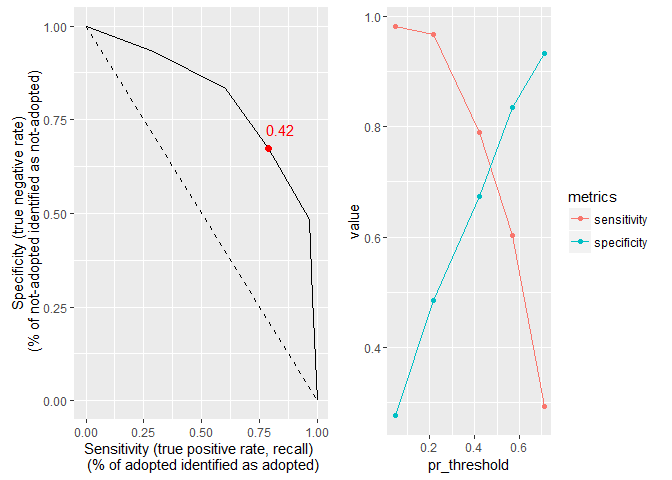 Specificity (true negative rate)
(% of not-adopted identified as not-adopted)
1.00
0.75
0.50
0.25
0.00
0.42
0.00
0.25
0.50
0.75
1.00
Sensitivity (true positive rate, recall)
(% of adopted identified as adopted)
value
1.0
0.8
0.6
0.4
0.2
0.4
0.6
pr_threshold
metrics
sensitivity
specificity